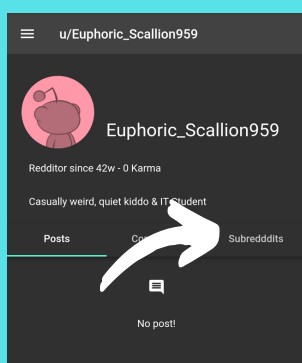 u/Euphoric_Scallion959
Euphoric_Scallion959
Redditor since 42w - 0 Karma
Casually weird, quiet kiddo & IT Student
Posts Subredddits
No post!